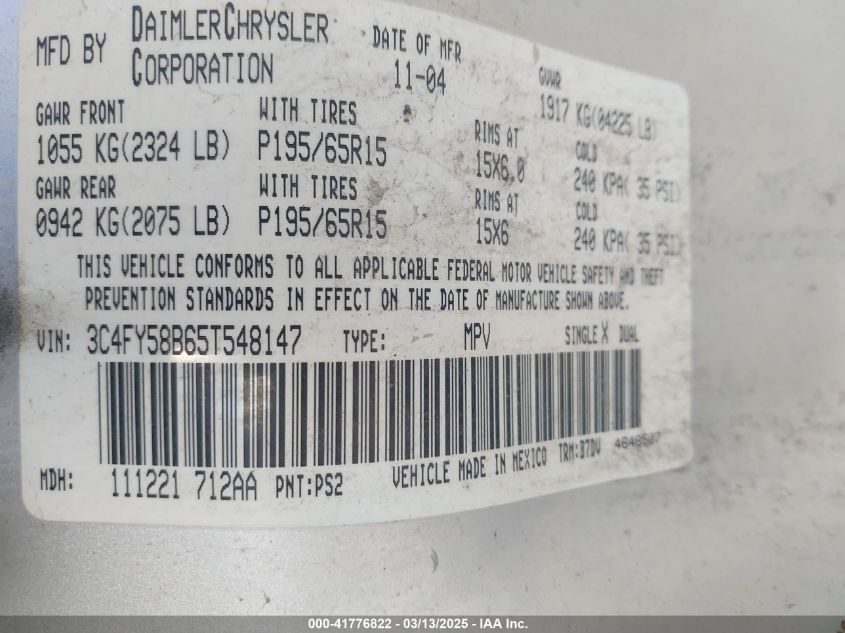 MFD BY DAIMLERCHRYSLER CORPORATION
DATE OF MFR 11-04
GVWR 1917 KG(04225 LB)
GAWR FRONT WITH TIRES RIMS AT COLD
1055 KG(2324 LB) P195/65R15 15X6.0 240 KPA( 35 PSI)
GAWR REAR WITH TIRES RIMS AT COLD
0942 KG(2075 LB) P195/65R15 15X6 240 KPA( 35 PSI)
THIS VEHICLE CONFORMS TO ALL APPLICABLE FEDERAL MOTOR VEHICLE SAFETY AND THEFT
PREVENTION STANDARDS IN EFFECT ON THE DATE OF MANUFACTURE SHOWN ABOVE.
VIN: 3C4FY58B65T548147 TYPE: MPV SINGLE X DUAL
MDH: 111221 712AA PNT:PS2 VEHICLE MADE IN MEXICO TRM:B7DV
000-41776822 - 03/13/2025 - IAA Inc.